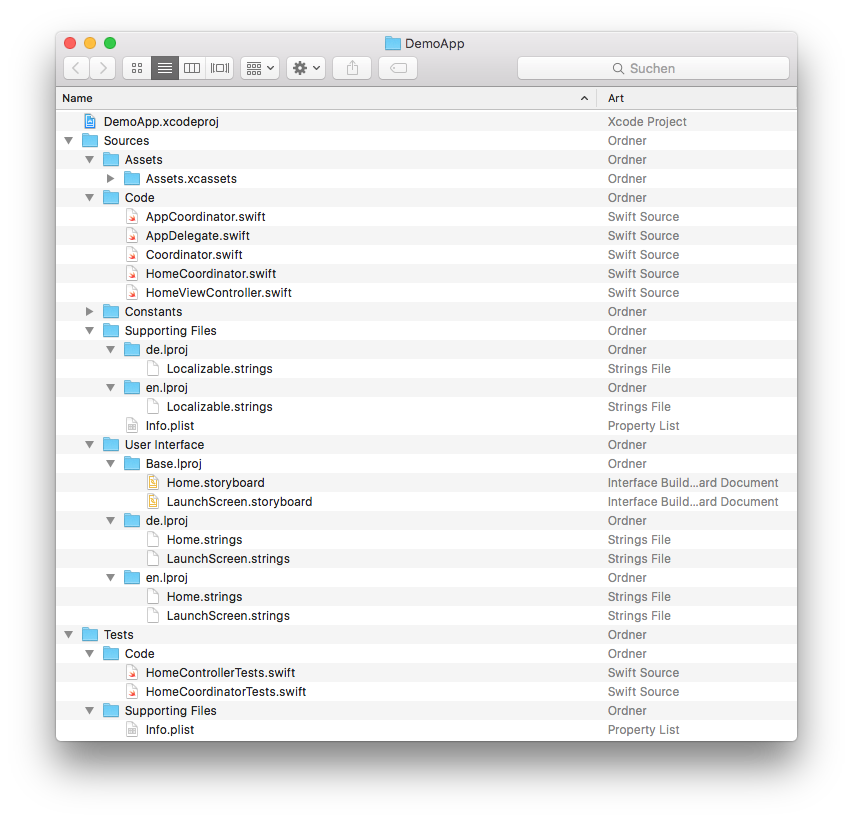 DemoApp
Suchen
Name Art
DemoApp.xcodeproj Xcode Project
Sources Ordner
Assets Ordner
Assets.xcassets Ordner
Code Ordner
AppCoordinator.swift Swift Source
AppDelegate.swift Swift Source
Coordinator.swift Swift Source
HomeCoordinator.swift Swift Source
HomeViewController.swift Swift Source
Constants Ordner
Supporting Files Ordner
de.lproj Ordner
Localizable.strings Strings File
en.lproj Ordner
Localizable.strings Strings File
Info.plist Property List
User Interface Ordner
Base.lproj Ordner
Home.storyboard Interface Build...ard Document
LaunchScreen.storyboard Interface Build...ard Document
de.lproj Ordner
Home.strings Strings File
LaunchScreen.strings Strings File
en.lproj Ordner
Home.strings Strings File
LaunchScreen.strings Strings File
Tests Ordner
Code Ordner
HomeControllerTests.swift Swift Source
HomeCoordinatorTests.swift Swift Source
Supporting Files Ordner
Info.plist Property List